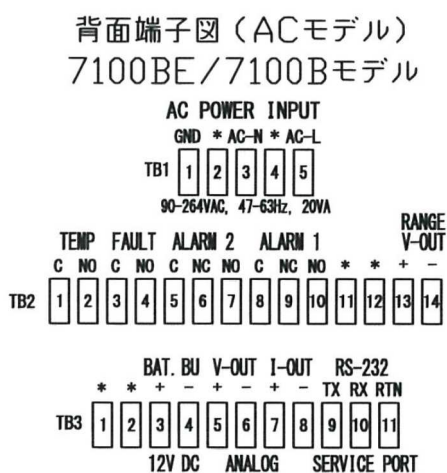 背面端子図（ACモデル）
7100BE/7100Bモデル
AC POWER INPUT
GND * AC-N * AC-L
TB1 1 2 3 4 5
90-264VAC, 47-63Hz, 20VA
RANGE
TEMP FAULT ALARM 2 ALARM 1 V-OUT
C NO C NO C NC NO C NC NO * * + -
TB2 1 2 3 4 5 6 7 8 9 10 11 12 13 14
BAT. BU V-OUT I-OUT RS-232
* * + - + - + - TX RX RTN
TB3 1 2 3 4 5 6 7 8 9 10 11
12V DC ANALOG SERVICE PORT